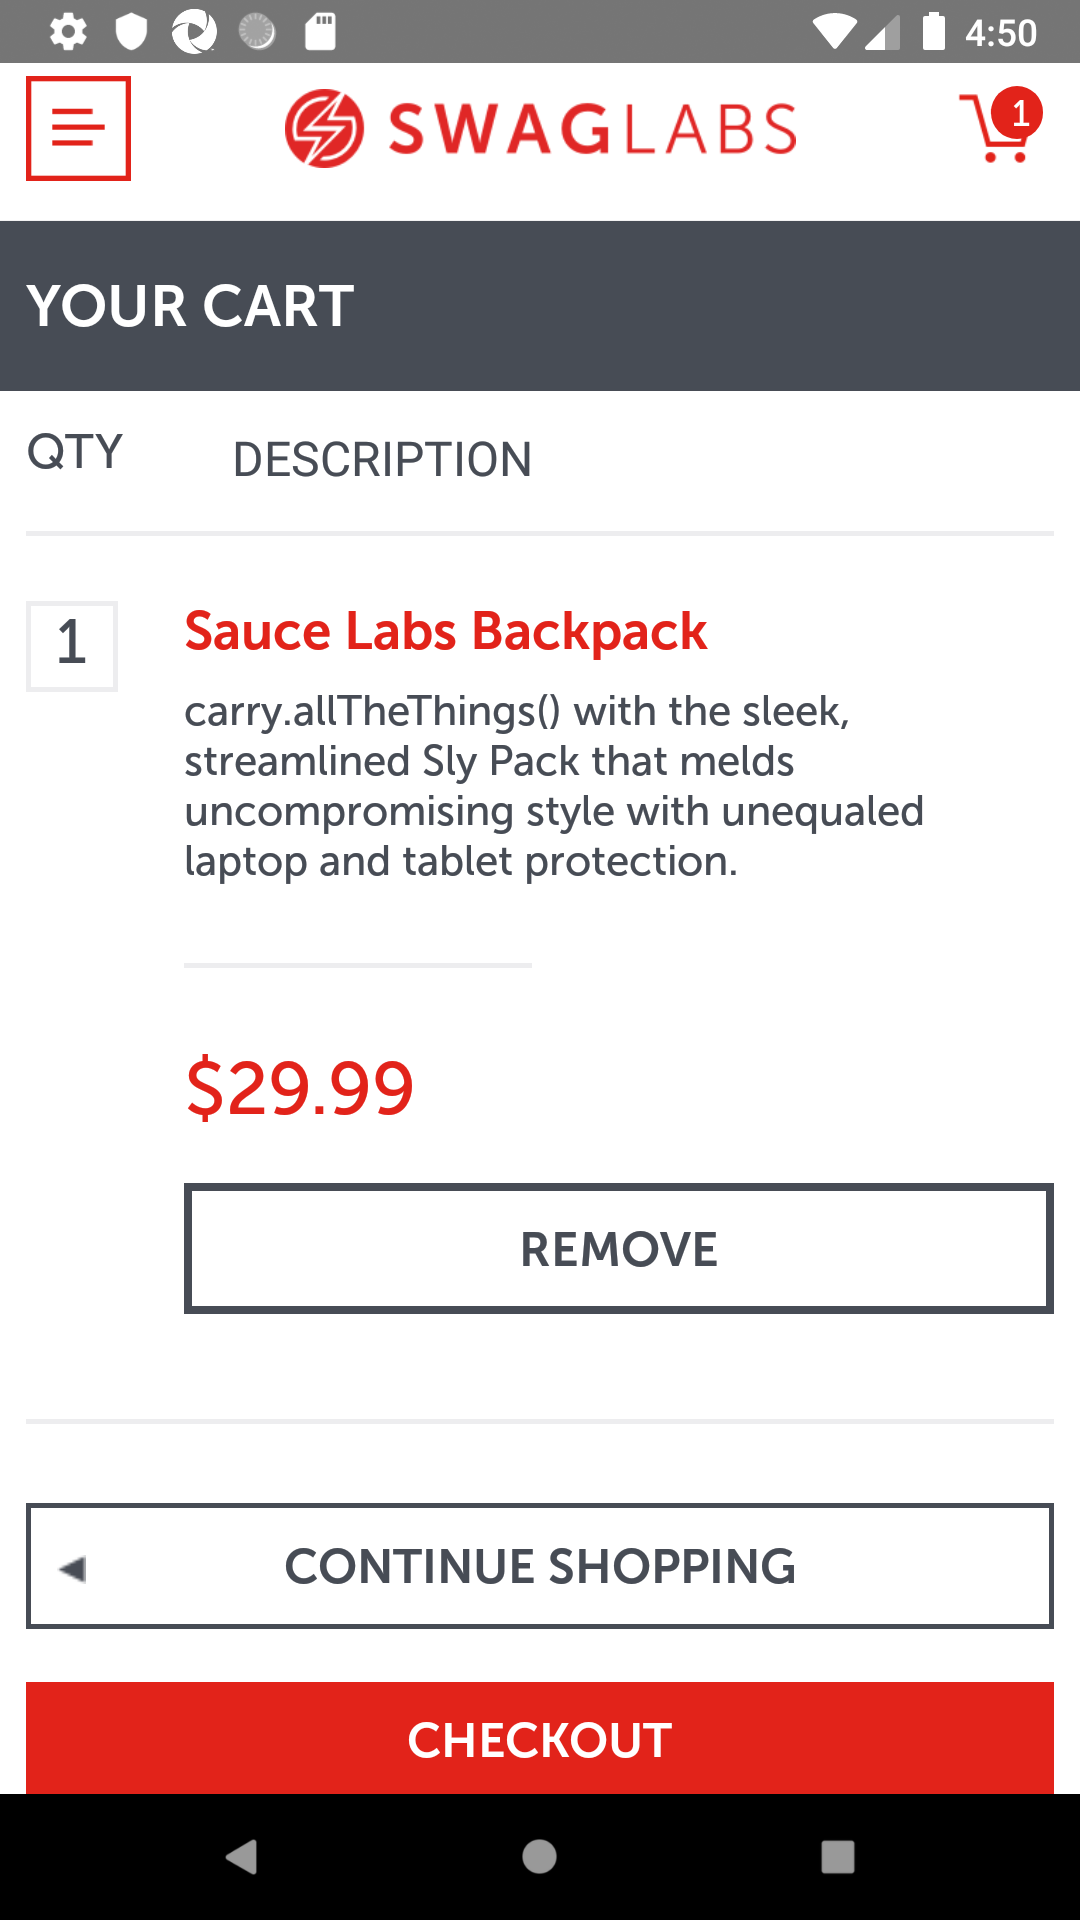 4:50
SWAGLABS
1
YOUR CART
QTY
DESCRIPTION
1
Sauce Labs Backpack
carry.allTheThings() with the sleek,
streamlined Sly Pack that melds
uncompromising style with unequaled
laptop and tablet protection.
$29.99
REMOVE
CONTINUE SHOPPING
CHECKOUT